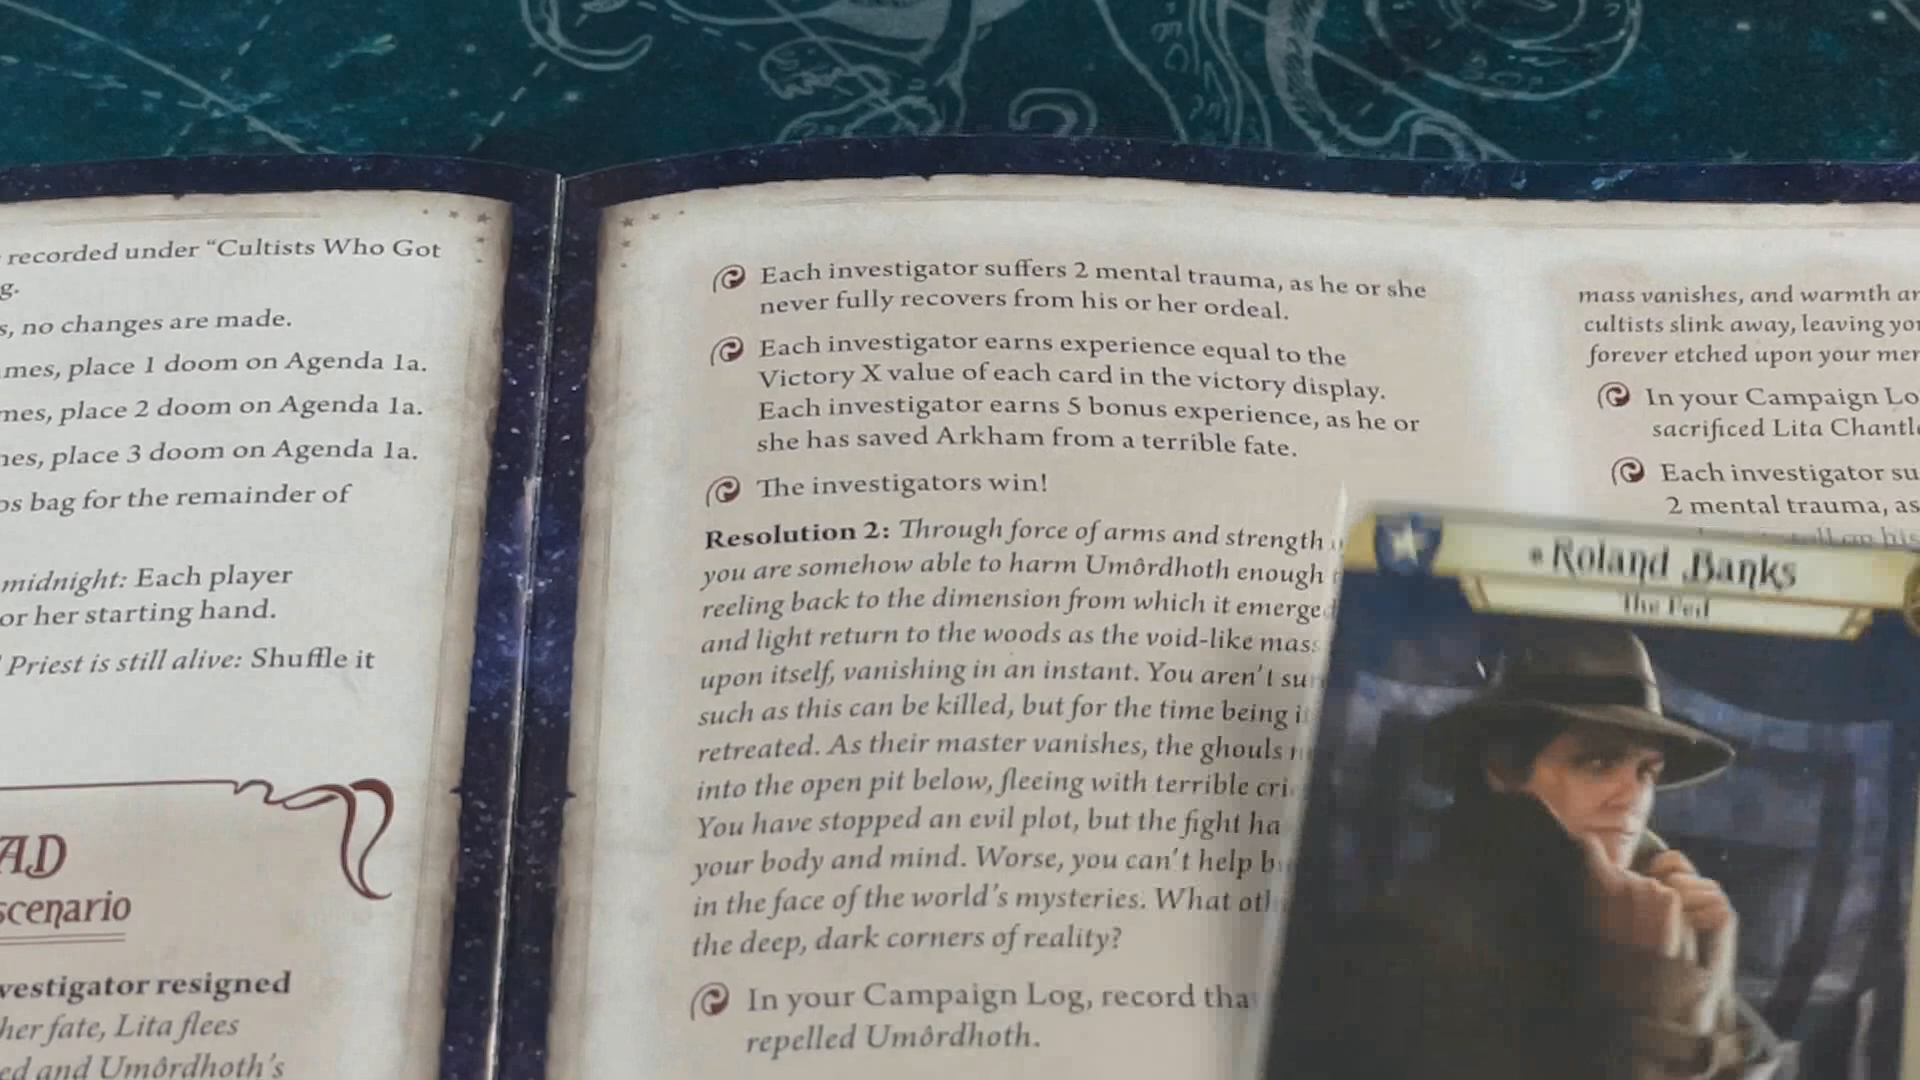 recorded under “Cultists Who Got
g.
s, no changes are made.
mes, place 1 doom on Agenda 1a.
mes, place 2 doom on Agenda 1a.
mes, place 3 doom on Agenda 1a.
os bag for the remainder of
midnight: Each player
or her starting hand.
Priest is still alive: Shuffle it
AD
scenario
vestigator resigned
her fate, Lita flees
ed and Umôrdhoth’s
Each investigator suffers 2 mental trauma, as he or she
never fully recovers from his or her ordeal.
Each investigator earns experience equal to the
Victory X value of each card in the victory display.
Each investigator earns 5 bonus experience, as he or
she has saved Arkham from a terrible fate.
The investigators win!
Resolution 2: Through force of arms and strength
you are somehow able to harm Umôrdhoth enough
reeling back to the dimension from which it emerged
and light return to the woods as the void-like mass
upon itself, vanishing in an instant. You aren’t su
such as this can be killed, but for the time being i
retreated. As their master vanishes, the ghouls
into the open pit below, fleeing with terrible cri
You have stopped an evil plot, but the fight ha
your body and mind. Worse, you can’t help b
in the face of the world’s mysteries. What oth
the deep, dark corners of reality?
In your Campaign Log, record tha
repelled Umôrdhoth.
mass vanishes, and warmth an
cultists slink away, leaving you
forever etched upon your mem
In your Campaign Lo
sacrificed Lita Chantle
Each investigator su
2 mental trauma, as
Roland Banks
The Fed